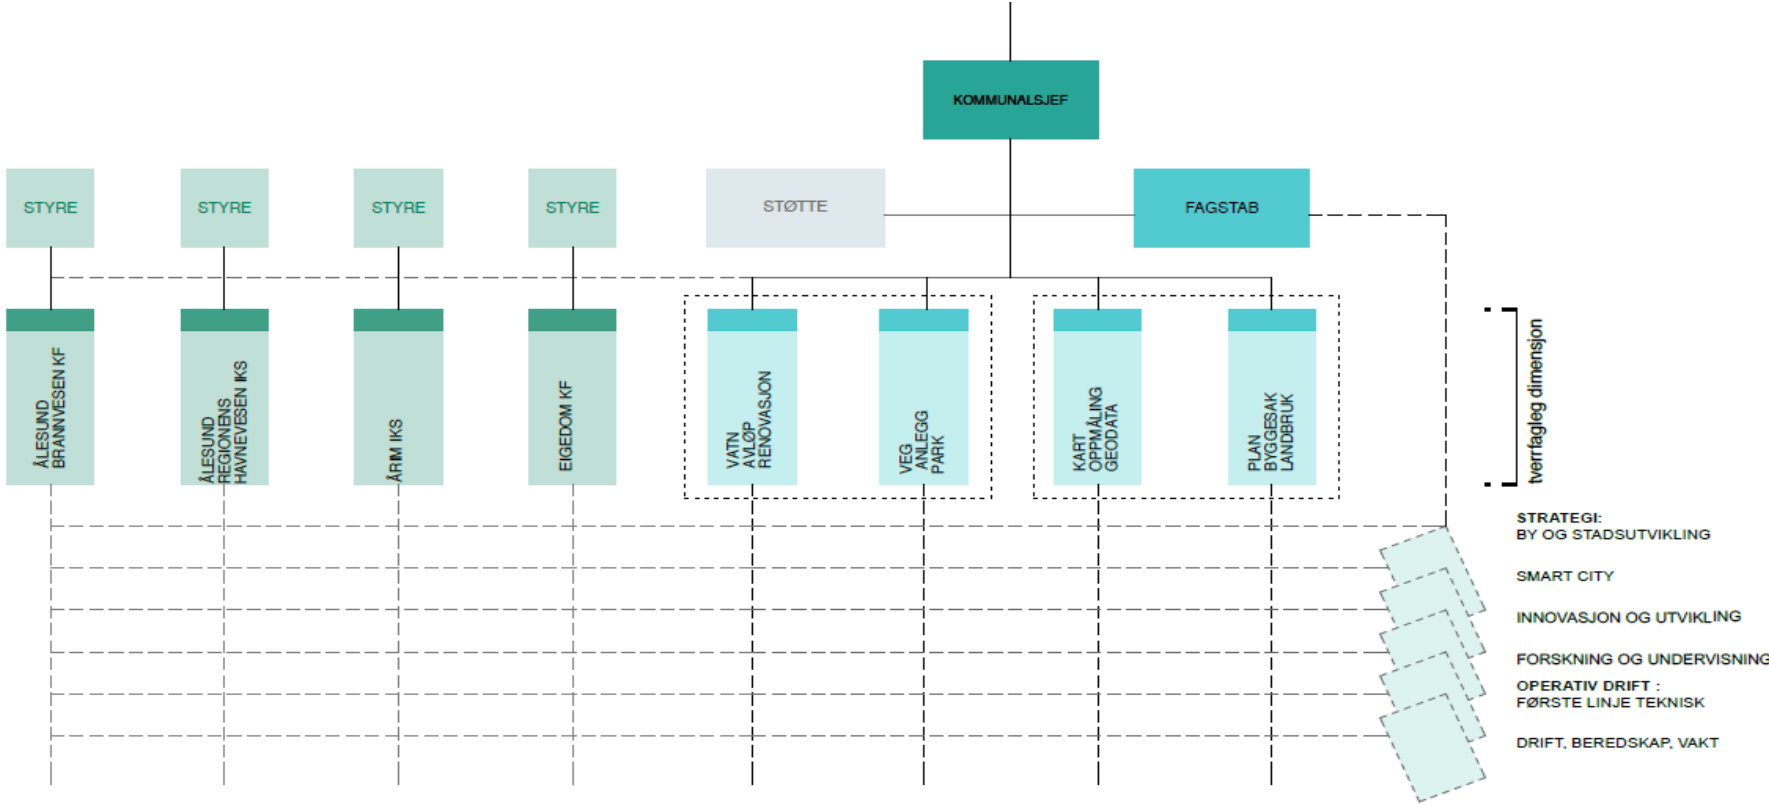 KOMMUNALSJEF
STYRE
STYRE
STYRE
STYRE
STØTTE
FAGSTAB
ÅLESUND
BRANNVESEN KF
ÅLESUND
REGIONENS
HAVNEVESEN IKS
ÅRIM IKS
EIGEDOM KF
VATN
AVLØP
RENOVASJON
VEG
ANLEGG
PARK
KART
OPPMÅLING
GEODATA
PLAN
BYGGESAK
LANDBRUK
tverrfagleg dimensjon
STRATEGI:
BY OG STADSUTVIKLING
SMART CITY
INNOVASJON OG UTVIKLING
FORSKNING OG UNDERVISNING
OPERATIV DRIFT :
FØRSTE LINJE TEKNISK
DRIFT, BEREDSKAP, VAKT